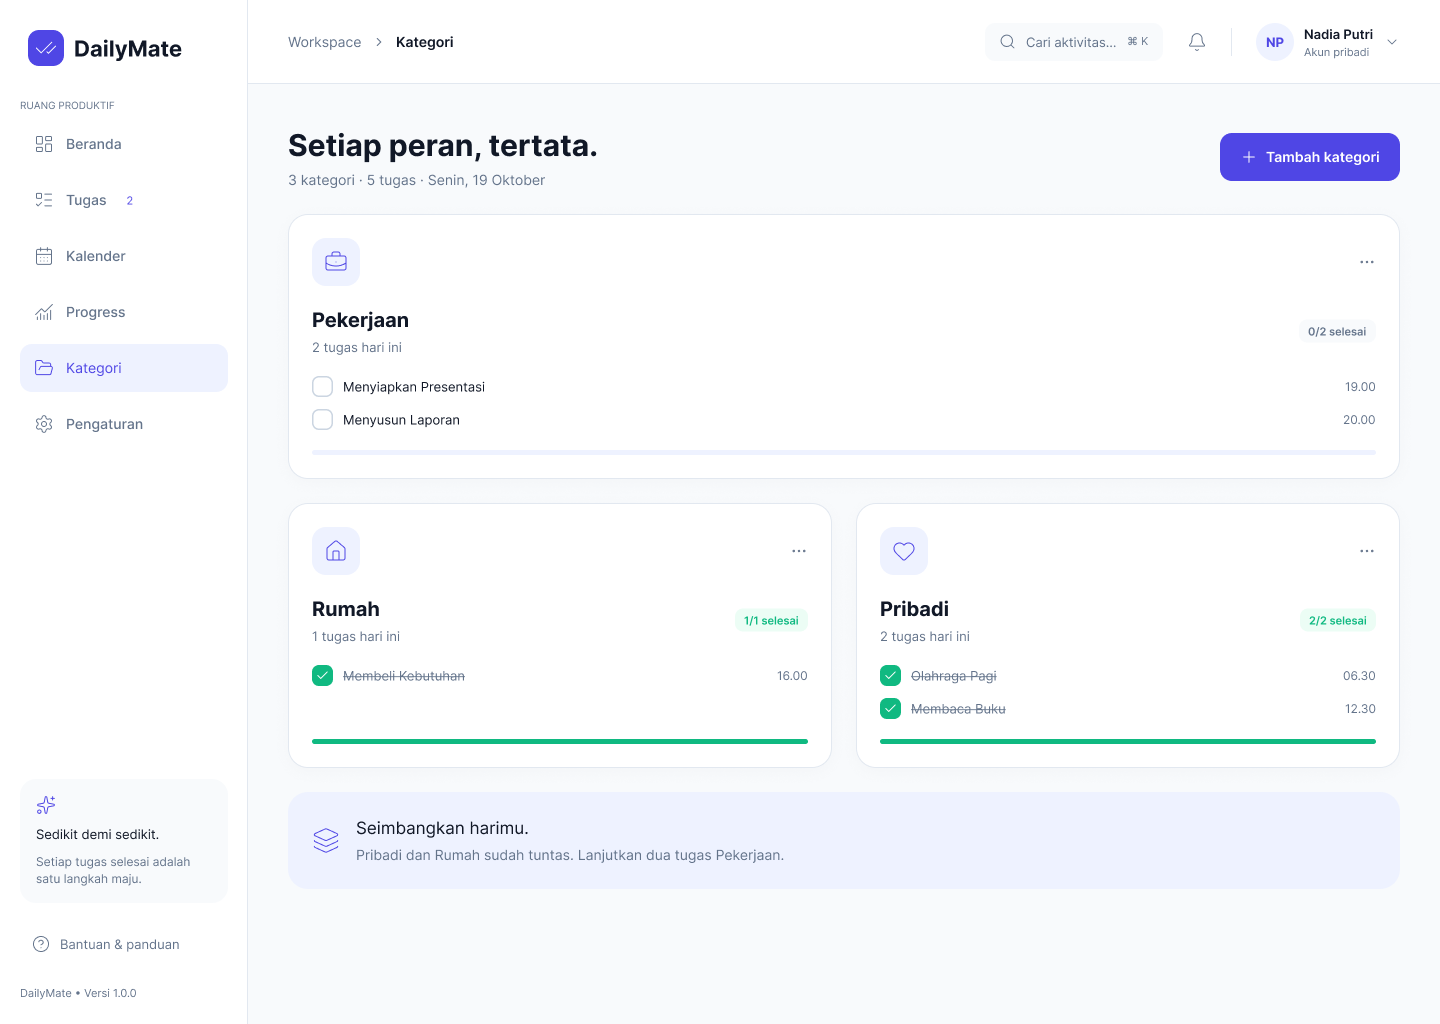 DailyMate
RUANG PRODUKTIF
Beranda
Tugas 2
Kalender
Progress
Kategori
Pengaturan
Sedikit demi sedikit.
Setiap tugas selesai adalah
satu langkah maju.
Bantuan & panduan
DailyMate • Versi 1.0.0
Workspace > Kategori
Cari aktivitas... ⌘ K
NP
Nadia Putri
Akun pribadi
Setiap peran, tertata.
3 kategori · 5 tugas · Senin, 19 Oktober
+ Tambah kategori
Pekerjaan
2 tugas hari ini
0/2 selesai
Menyiapkan Presentasi 19.00
Menyusun Laporan 20.00
Rumah
1 tugas hari ini
1/1 selesai
Membeli Kebutuhan 16.00
Pribadi
2 tugas hari ini
2/2 selesai
Olahraga Pagi 06.30
Membaca Buku 12.30
Seimbangkan harimu.
Pribadi dan Rumah sudah tuntas. Lanjutkan dua tugas Pekerjaan.